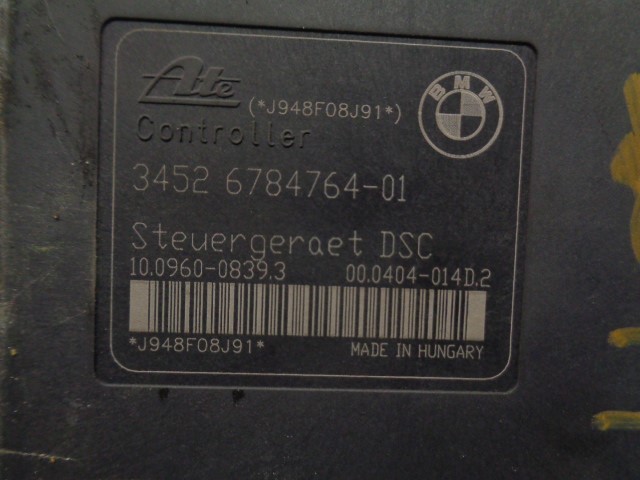 Ate
(*J948F08J91*)
BMW
Controller
3452 6784764-01
Steuergeraet DSC
10.0960-0839.3 00.0404-014D.2
*J948F08J91* MADE IN HUNGARY